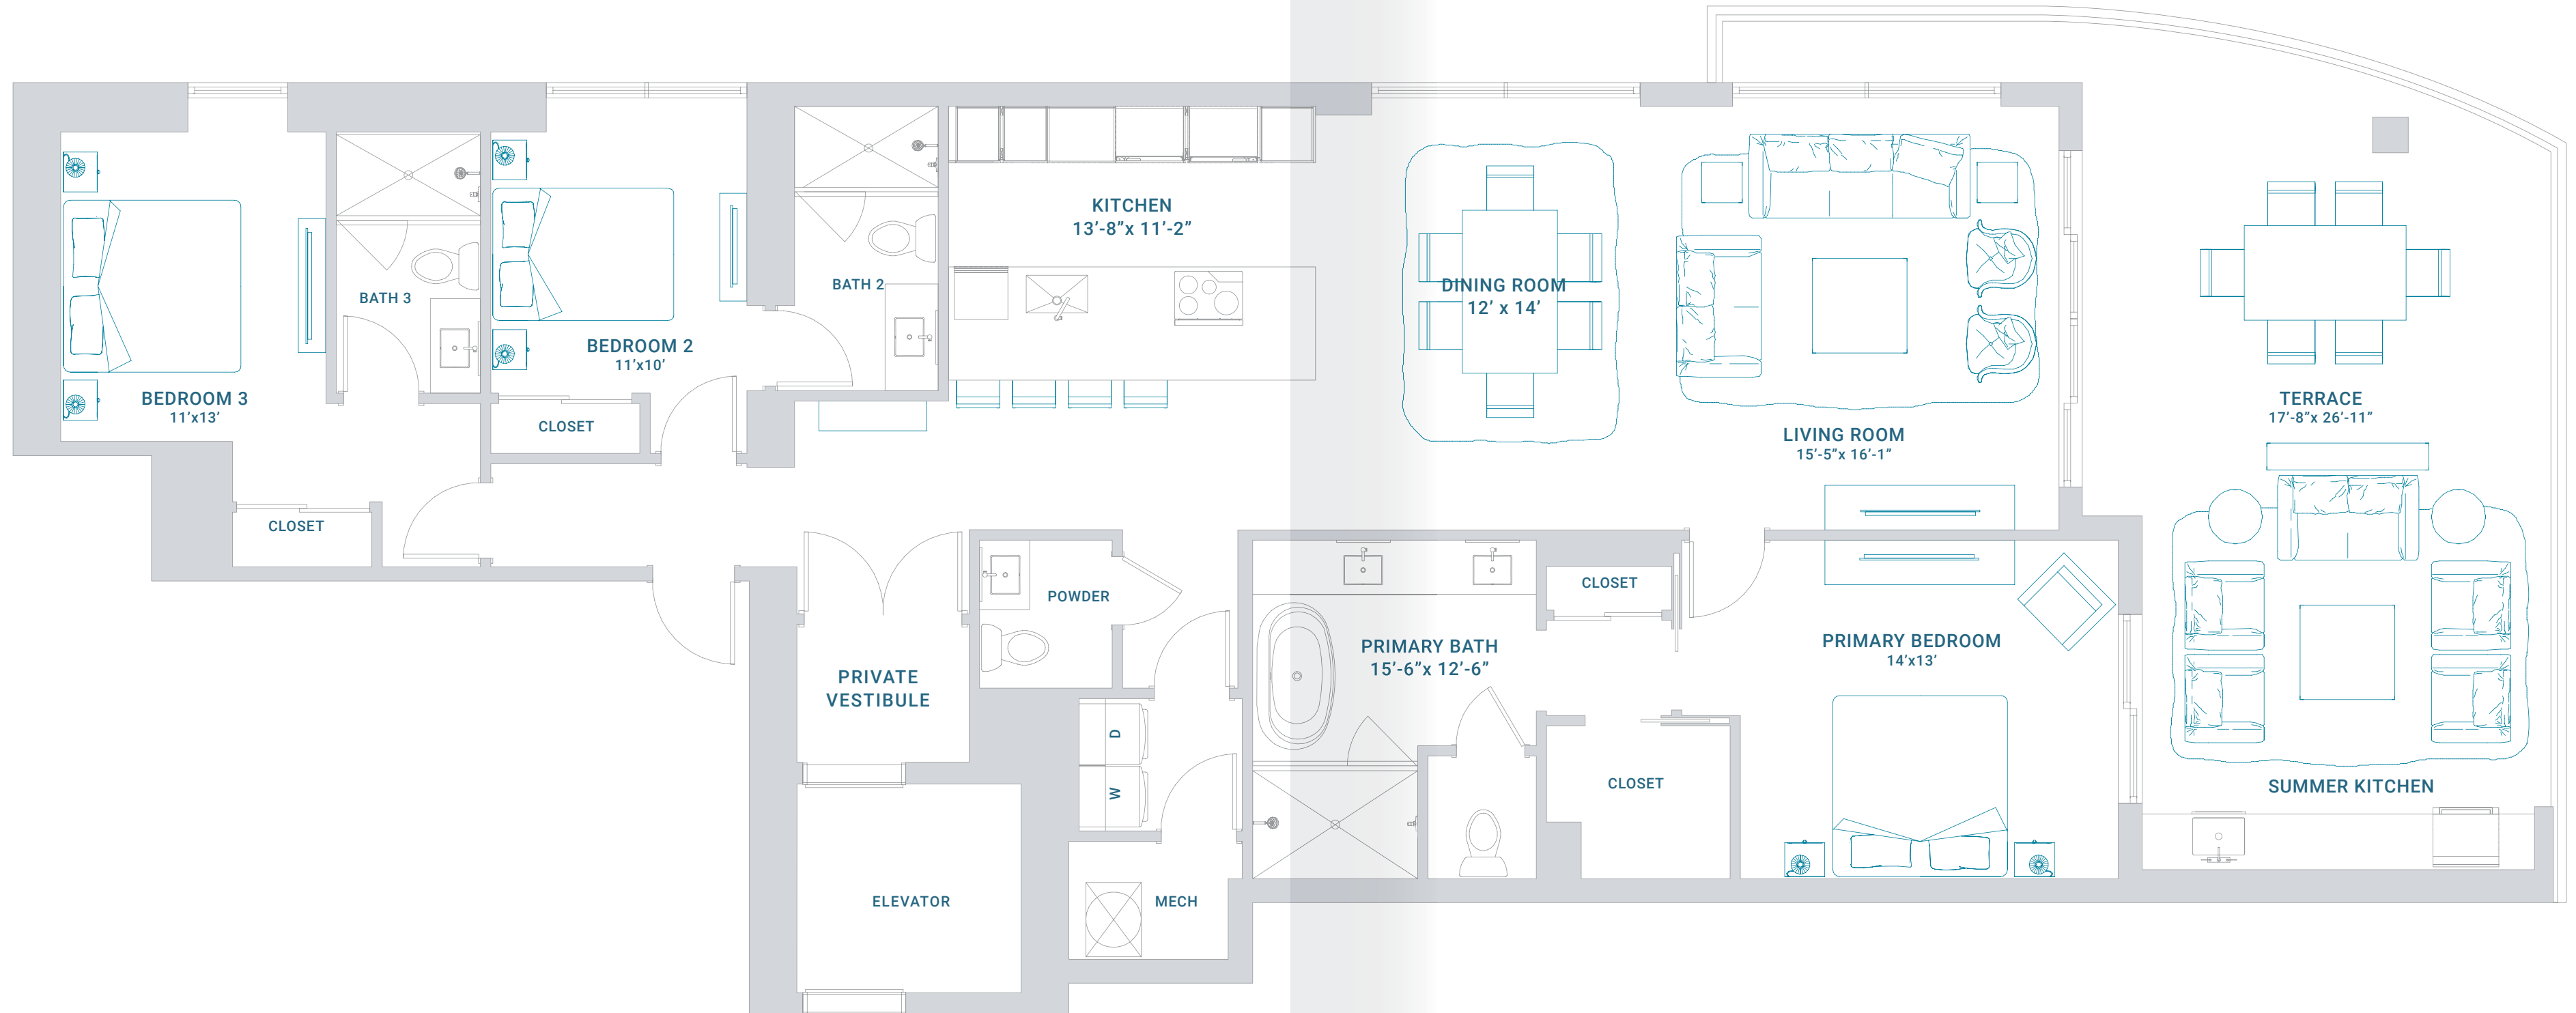 KITCHEN
13’-8”x 11’-2”
BATH 2
BATH 3
DINING ROOM
12’ x 14’
BEDROOM 2
11’x10’
BEDROOM 3
11’x13’
CLOSET
TERRACE
17’-8”x 26’-11”
LIVING ROOM
15’-5”x 16’-1”
CLOSET
POWDER
CLOSET
PRIMARY BATH
15’-6”x 12’-6”
PRIMARY BEDROOM
14’x13’
PRIVATE
VESTIBULE
D
W
CLOSET
SUMMER KITCHEN
ELEVATOR
MECH